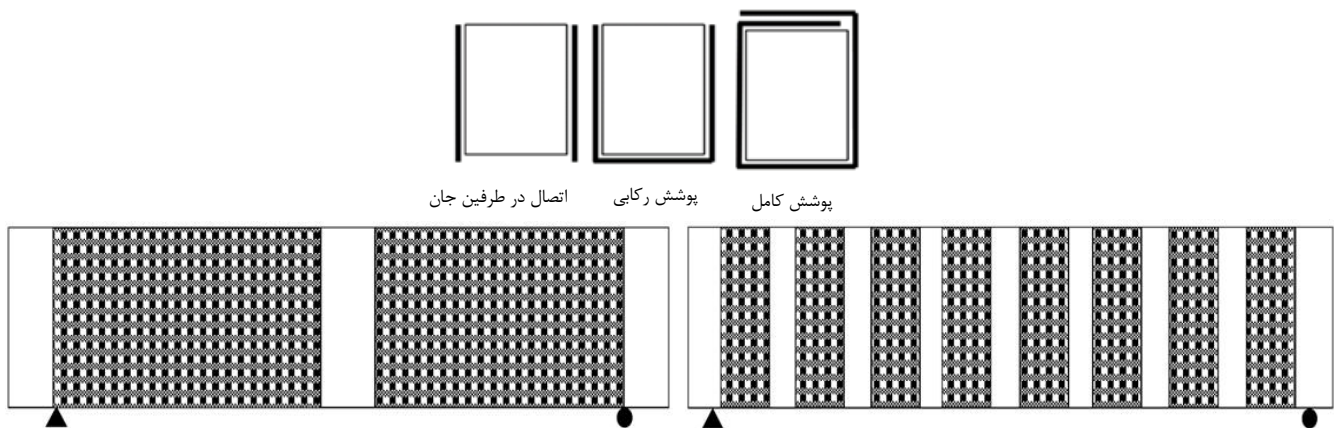 پوشش کامل
پوشش رکابی
اتصال در طرفین جان